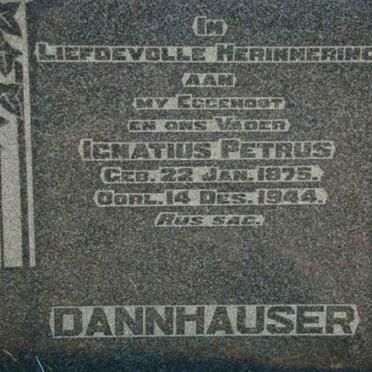 In
Liefdevolle Herinnering
aan
my Eggenoot
en ons Vader
Ignatius Petrus
Geb. 22 Jan. 1875.
Oorl. 14 Des. 1944.
Rus sag.
DANNHAUSER